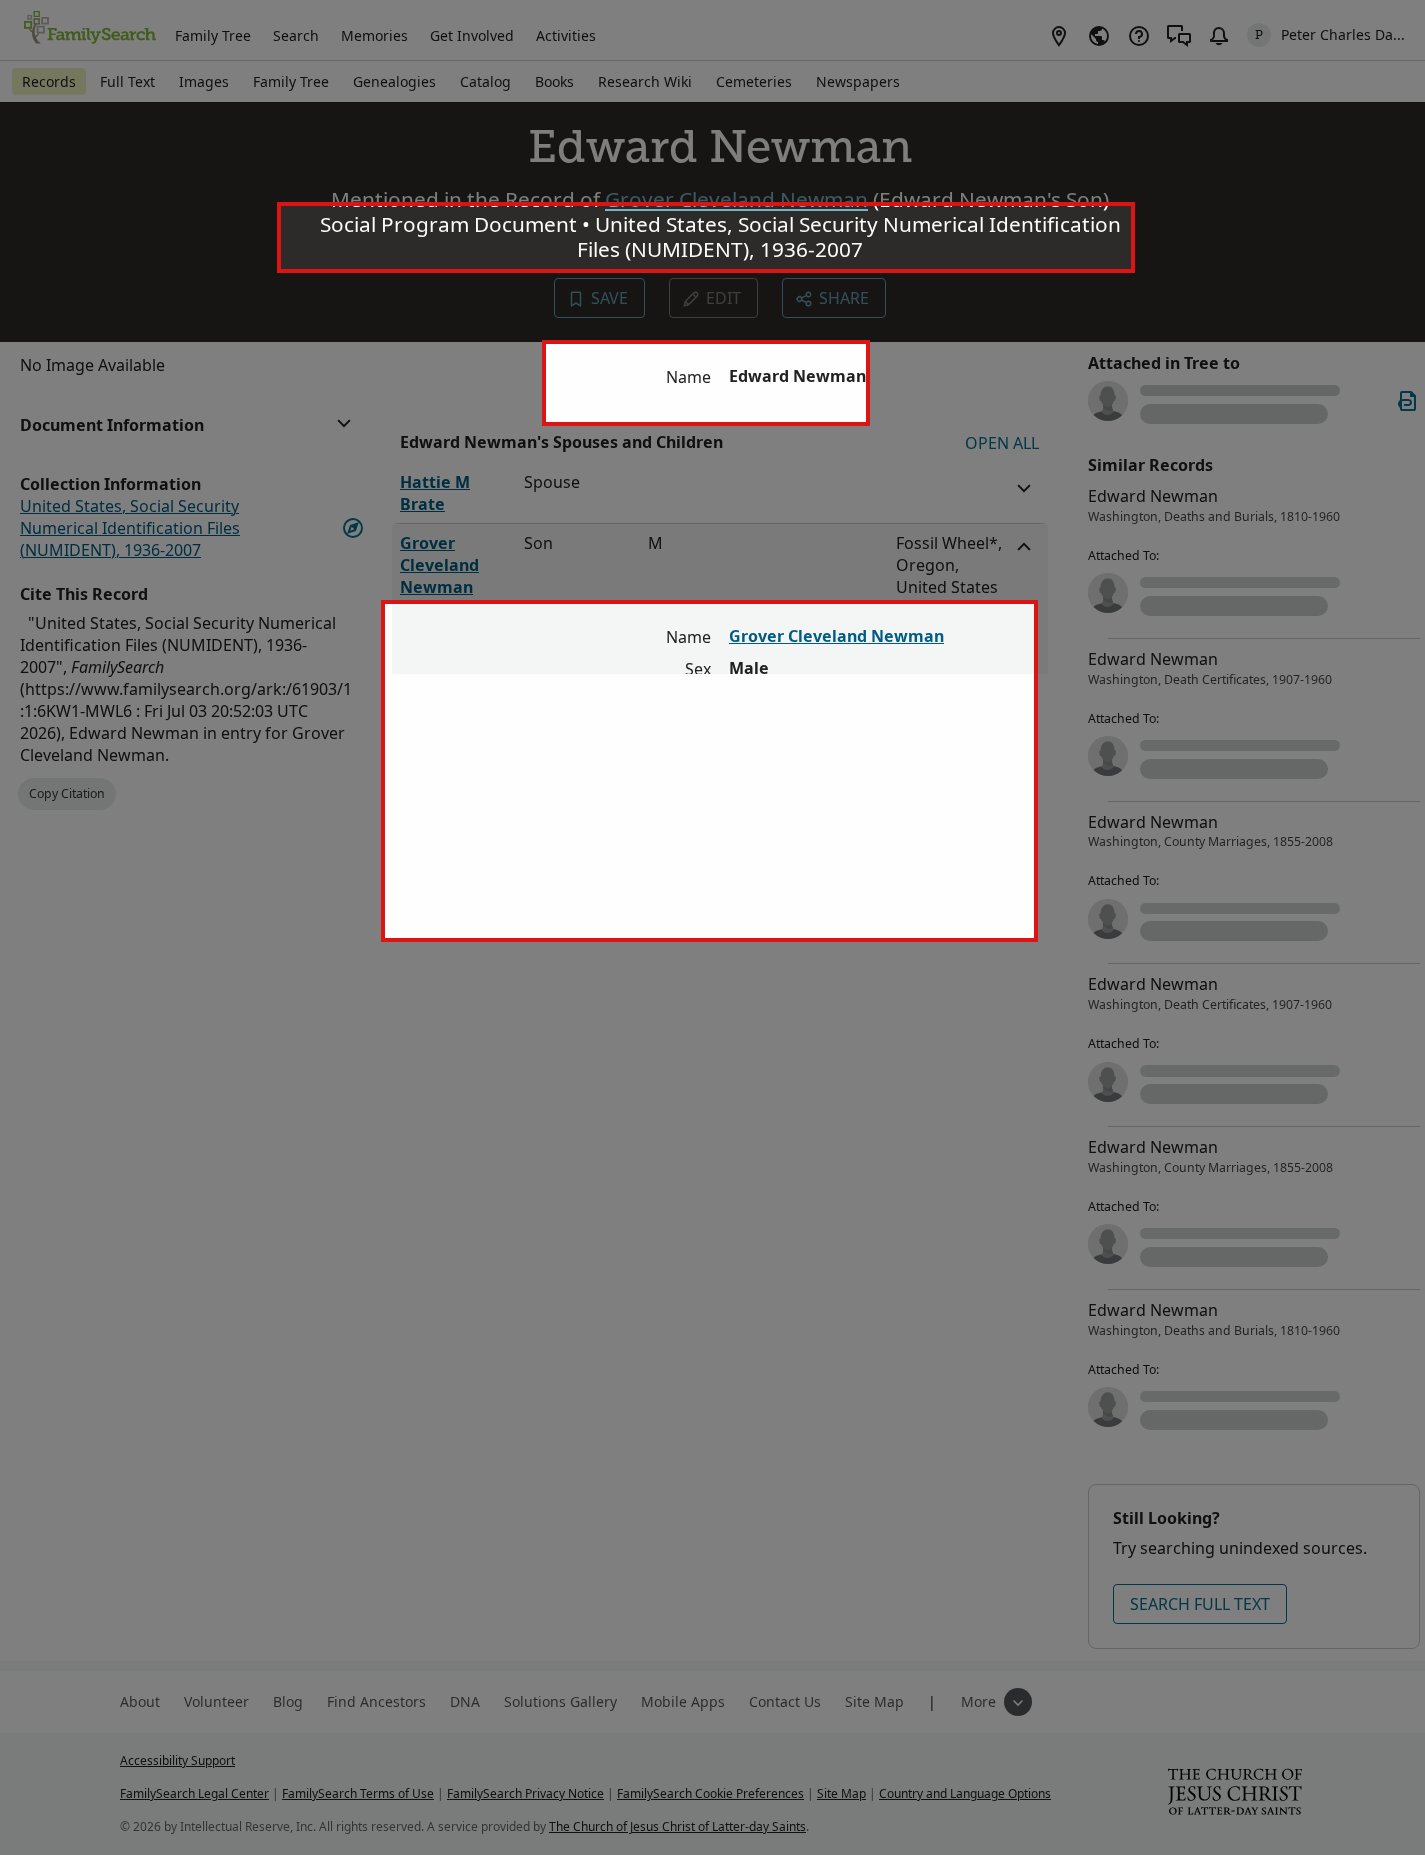 FamilySearch
Family Tree
Search
Memories
Get Involved
Activities
P
Peter Charles Da...
Records
Full Text
Images
Family Tree
Genealogies
Catalog
Books
Research Wiki
Cemeteries
Newspapers
Edward Newman
Mentioned in the Record of Grover Cleveland Newman (Edward Newman's Son)
Social Program Document • United States, Social Security Numerical Identification
Files (NUMIDENT), 1936-2007
SAVE
EDIT
SHARE
No Image Available
Document Information
Collection Information
United States, Social Security
Numerical Identification Files
(NUMIDENT), 1936-2007
Cite This Record
"United States, Social Security Numerical
Identification Files (NUMIDENT), 1936-
2007", FamilySearch
(https://www.familysearch.org/ark:/61903/1
:1:6KW1-MWL6 : Fri Jul 03 20:52:03 UTC
2026), Edward Newman in entry for Grover
Cleveland Newman.
Copy Citation
Name Edward Newman
Edward Newman's Spouses and Children
OPEN ALL
Hattie M
Brate
Spouse
Grover
Cleveland
Newman
Son
M
Fossil Wheel*,
Oregon,
United States
Name Grover Cleveland Newman
Sex Male
Attached in Tree to
Similar Records
Edward Newman
Washington, Deaths and Burials, 1810-1960
Attached To:
Edward Newman
Washington, Death Certificates, 1907-1960
Attached To:
Edward Newman
Washington, County Marriages, 1855-2008
Attached To:
Edward Newman
Washington, Death Certificates, 1907-1960
Attached To:
Edward Newman
Washington, County Marriages, 1855-2008
Attached To:
Edward Newman
Washington, Deaths and Burials, 1810-1960
Attached To:
Still Looking?
Try searching unindexed sources.
SEARCH FULL TEXT
About
Volunteer
Blog
Find Ancestors
DNA
Solutions Gallery
Mobile Apps
Contact Us
Site Map
|
More
Accessibility Support
FamilySearch Legal Center | FamilySearch Terms of Use | FamilySearch Privacy Notice | FamilySearch Cookie Preferences | Site Map | Country and Language Options
© 2026 by Intellectual Reserve, Inc. All rights reserved. A service provided by The Church of Jesus Christ of Latter-day Saints.
THE CHURCH OF
JESUS CHRIST
OF LATTER-DAY SAINTS